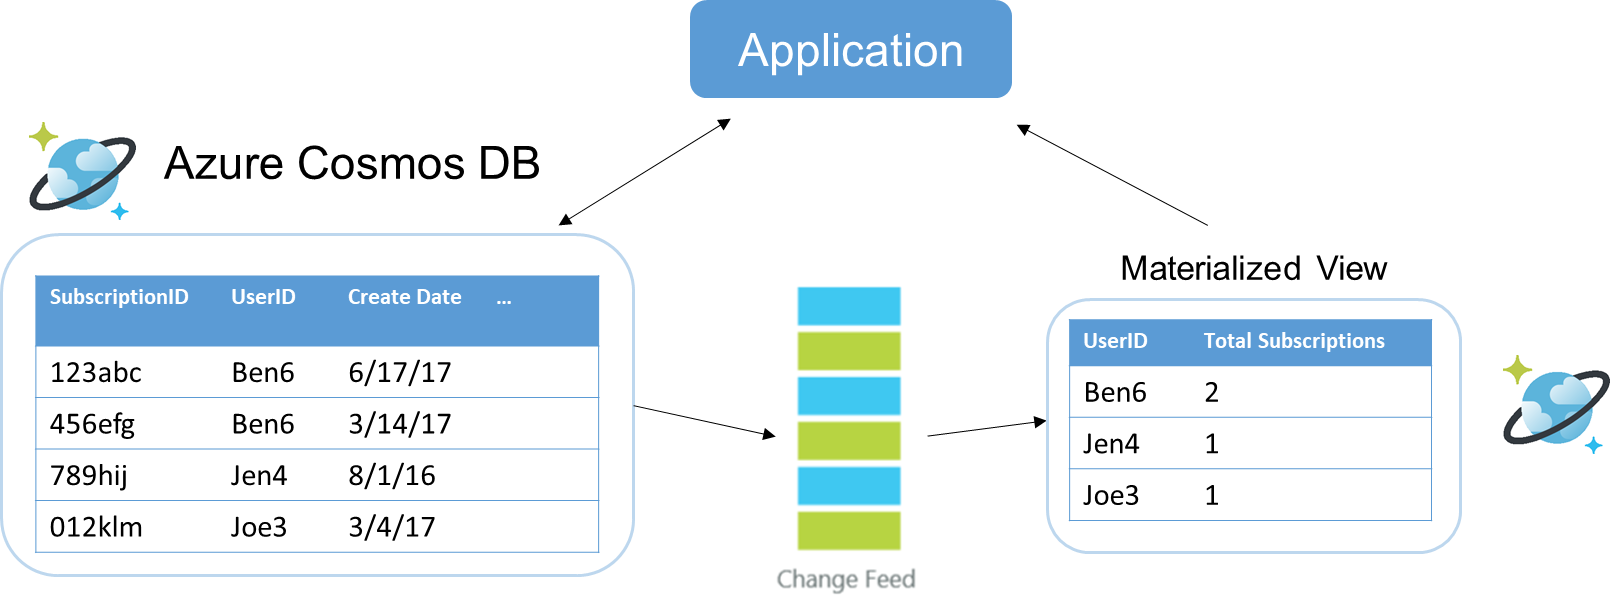 Application
Azure Cosmos DB
SubscriptionID UserID Create Date ...
123abc Ben6 6/17/17
456efg Ben6 3/14/17
789hij Jen4 8/1/16
012klm Joe3 3/4/17
Change Feed
Materialized View
UserID Total Subscriptions
Ben6 2
Jen4 1
Joe3 1